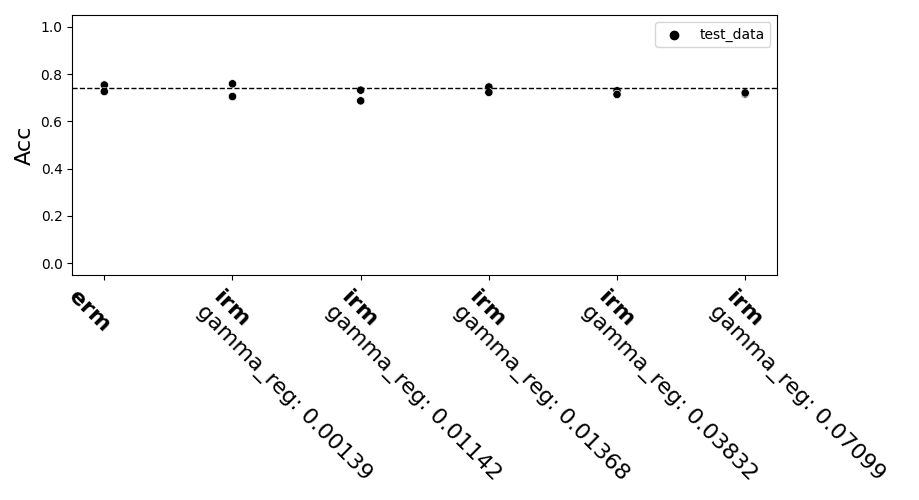 1.0
0.8
0.6
0.4
0.2
0.0
Acc
test_data
erm
irm
gamma_reg: 0.00139
irm
gamma_reg: 0.01142
irm
gamma_reg: 0.01368
irm
gamma_reg: 0.03832
irm
gamma_reg: 0.07099